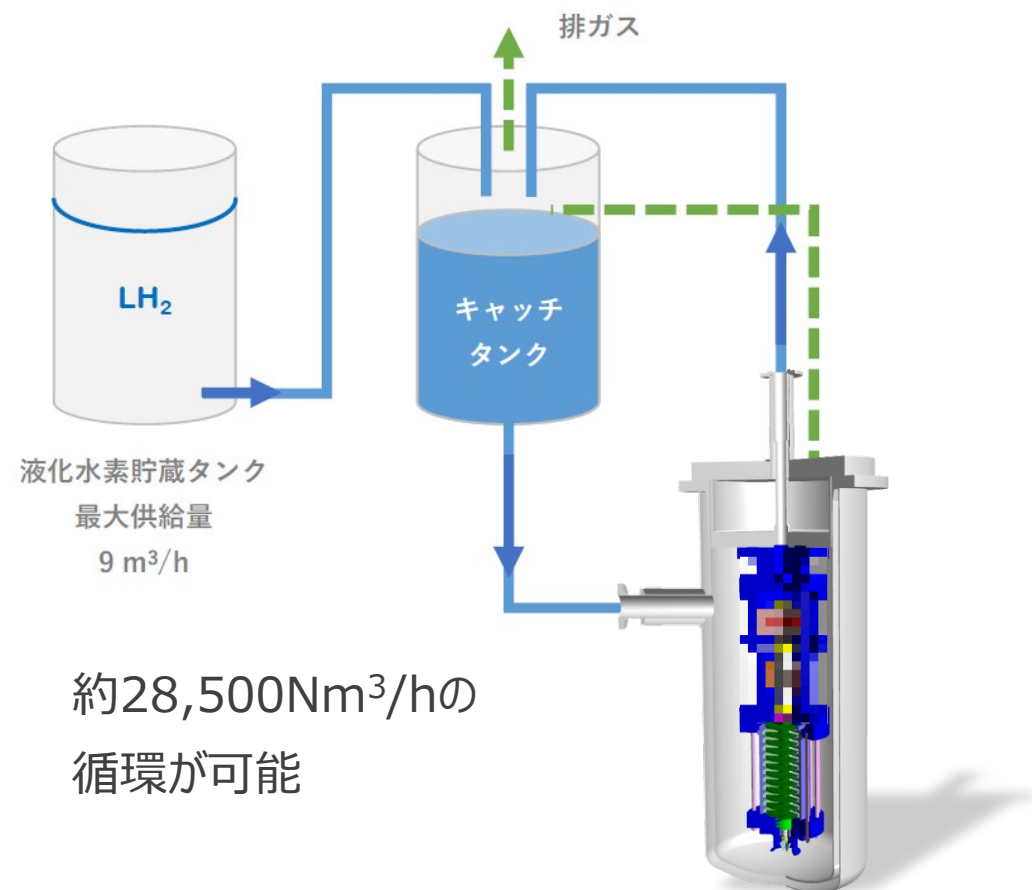 排ガス
LH₂
キャッチ
タンク
液化水素貯蔵タンク
最大供給量
9 m³/h
約28,500Nm³/hの
循環が可能